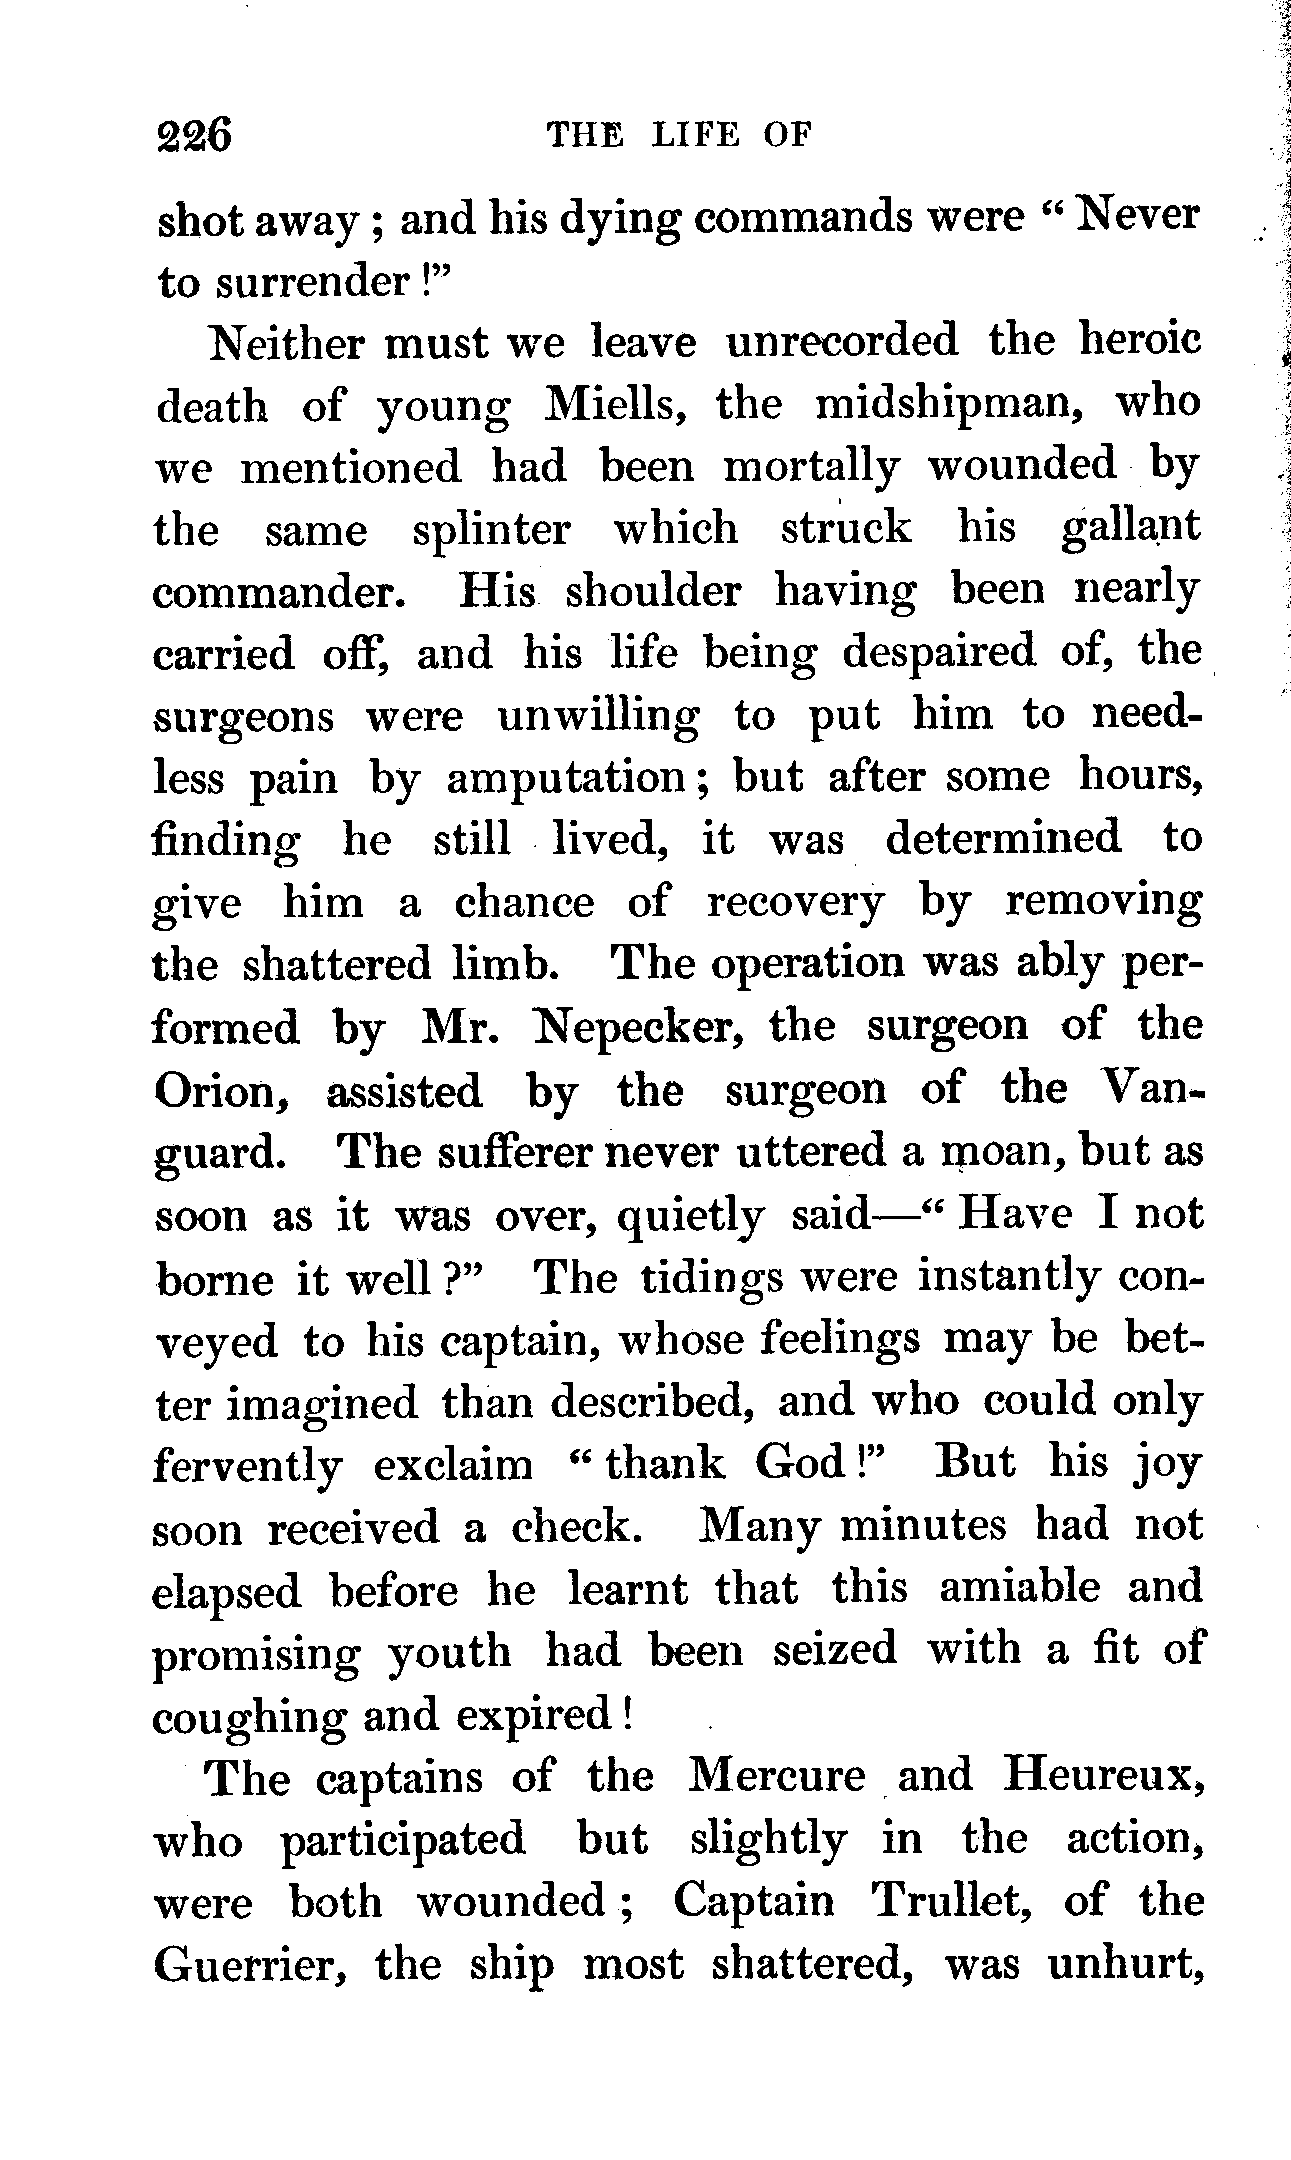 226 THE LIFE OF
shot away ; and his dying commands were “ Never
to surrender !”
Neither must we leave unrecorded the heroic
death of young Miells, the midshipman, who
we mentioned had been mortally wounded by
the same splinter which struck his gallant
commander. His shoulder having been nearly
carried off, and his life being despaired of, the
surgeons were unwilling to put him to need-
less pain by amputation ; but after some hours,
finding he still lived, it was determined to
give him a chance of recovery by removing
the shattered limb. The operation was ably per-
formed by Mr. Nepecker, the surgeon of the
Orion, assisted by the surgeon of the Van-
guard. The sufferer never uttered a moan, but as
soon as it was over, quietly said—“ Have I not
borne it well ?” The tidings were instantly con-
veyed to his captain, whose feelings may be bet-
ter imagined than described, and who could only
fervently exclaim “ thank God !” But his joy
soon received a check. Many minutes had not
elapsed before he learnt that this amiable and
promising youth had been seized with a fit of
coughing and expired !
The captains of the Mercure and Heureux,
who participated but slightly in the action,
were both wounded ; Captain Trullet, of the
Guerrier, the ship most shattered, was unhurt,